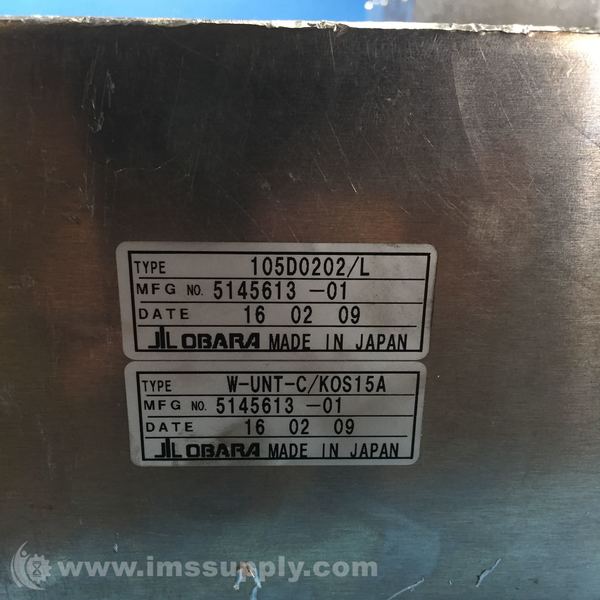 TYPE 105D0202/L
MFG NO. 5145613 -01
DATE 16 02 09
OBARA MADE IN JAPAN
TYPE W-UNT-C/KOS15A
MFG NO. 5145613 -01
DATE 16 02 09
OBARA MADE IN JAPAN
www.imssupply.com